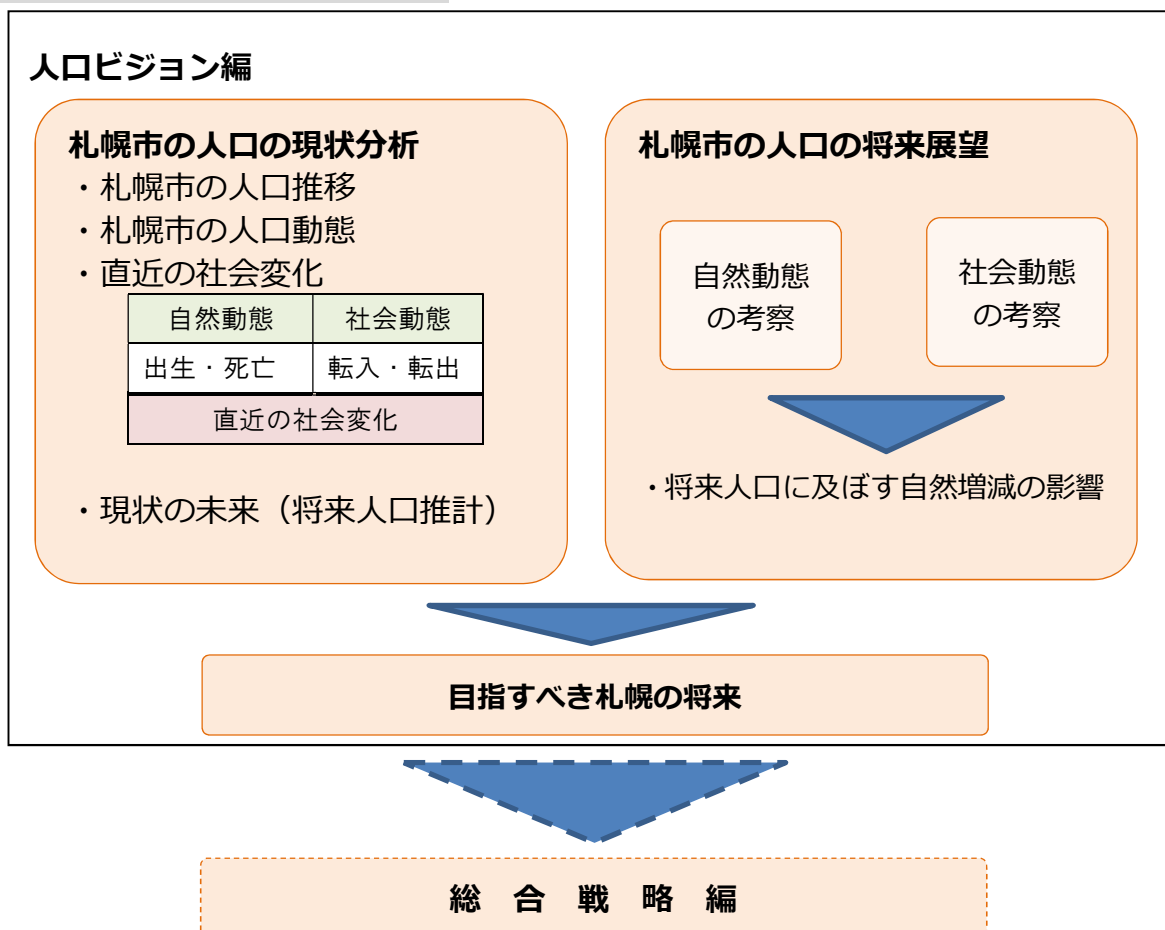 人口ビジョン編
札幌市の人口の現状分析
・札幌市の人口推移
・札幌市の人口動態
・直近の社会変化
自然動態 社会動態
出生・死亡 転入・転出
直近の社会変化
・現状の未来（将来人口推計）
札幌市の人口の将来展望
自然動態
の考察
社会動態
の考察
・将来人口に及ぼす自然増減の影響
目指すべき札幌の将来
総 合 戦 略 編